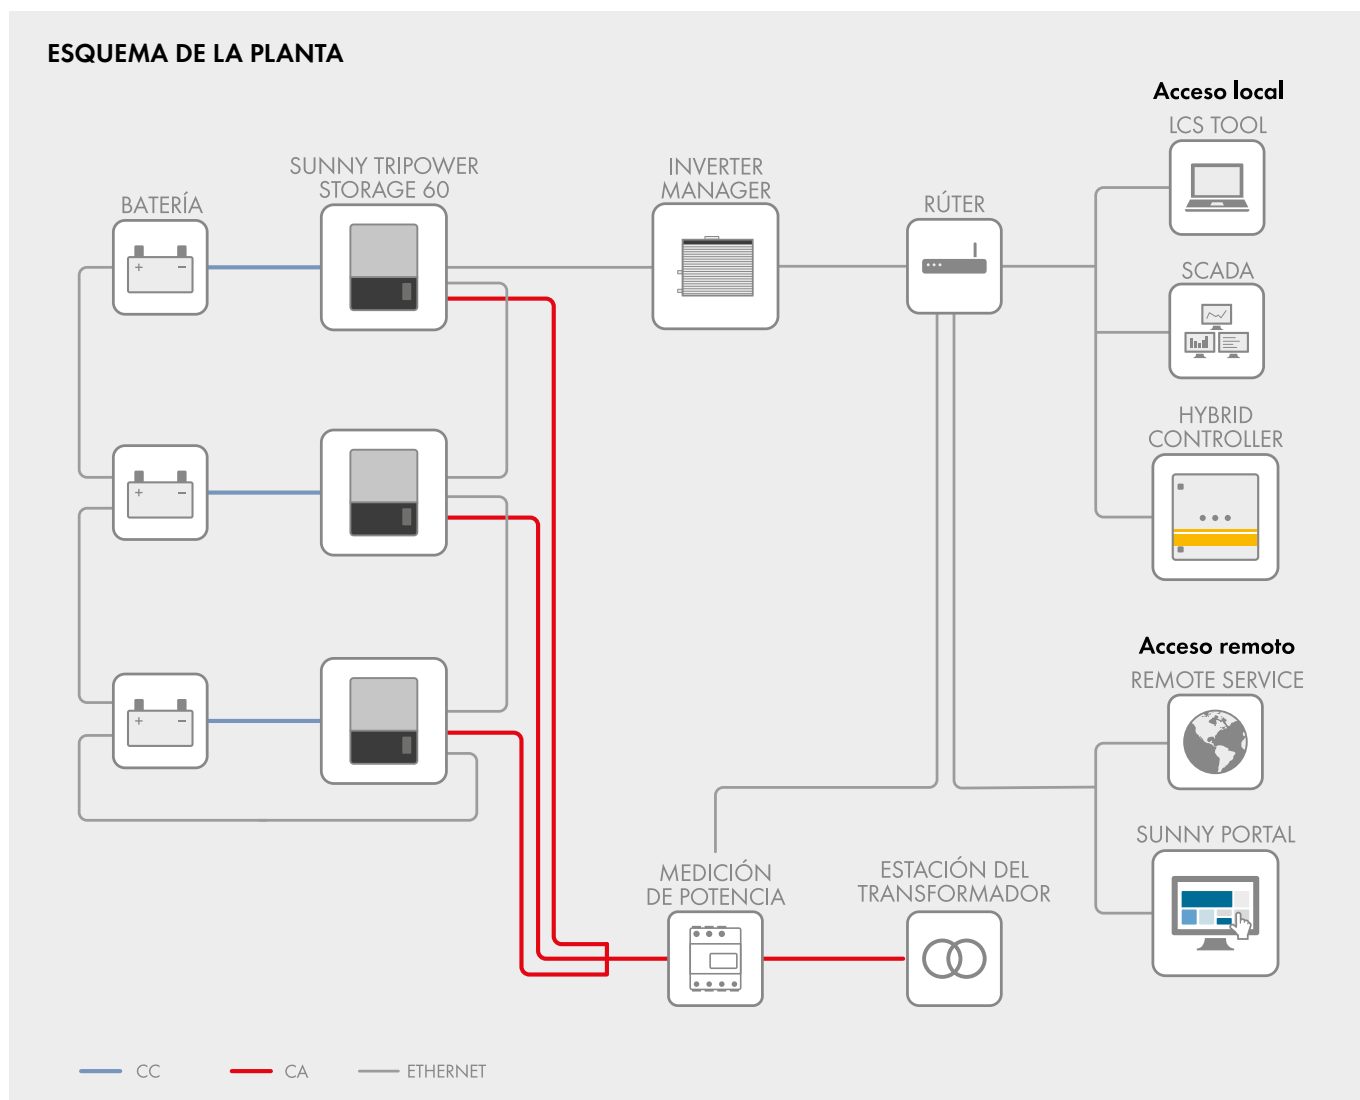 ESQUEMA DE LA PLANTA
Acceso local
LCS TOOL
SUNNY TRIPOWER
STORAGE 60
INVERTER
MANAGER
BATERÍA
RÚTER
SCADA
HYBRID
CONTROLLER
Acceso remoto
REMOTE SERVICE
SUNNY PORTAL
MEDICIÓN
DE POTENCIA
ESTACIÓN DEL
TRANSFORMADOR
CC
CA
ETHERNET